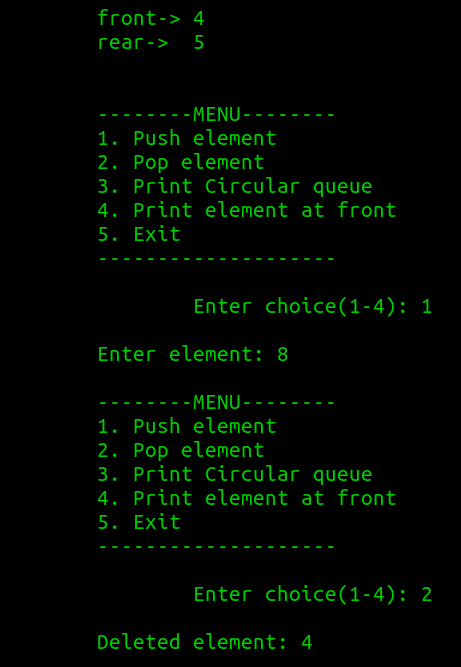 front-> 4
rear->  5
--------MENU--------
1. Push element
2. Pop element
3. Print Circular queue
4. Print element at front
5. Exit
--------------------
Enter choice(1-4): 1
Enter element: 8
--------MENU--------
1. Push element
2. Pop element
3. Print Circular queue
4. Print element at front
5. Exit
--------------------
Enter choice(1-4): 2
Deleted element: 4